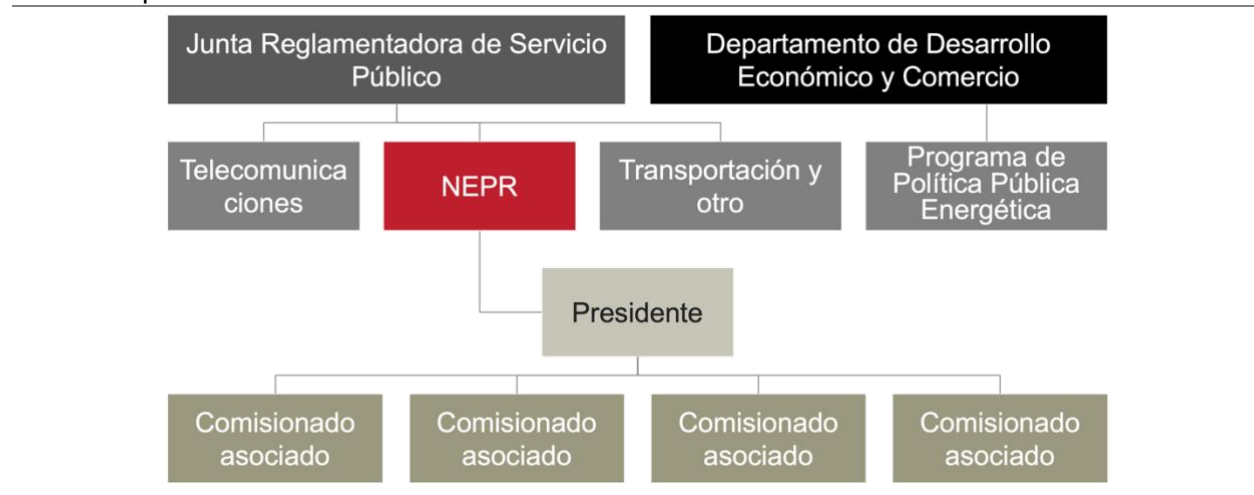 Junta Reglamentadora de Servicio
Público
Departamento de Desarrollo
Económico y Comercio
Telecomunica
ciones
NEPR
Transportación y
otro
Programa de
Política Pública
Energética
Presidente
Comisionado
asociado
Comisionado
asociado
Comisionado
asociado
Comisionado
asociado